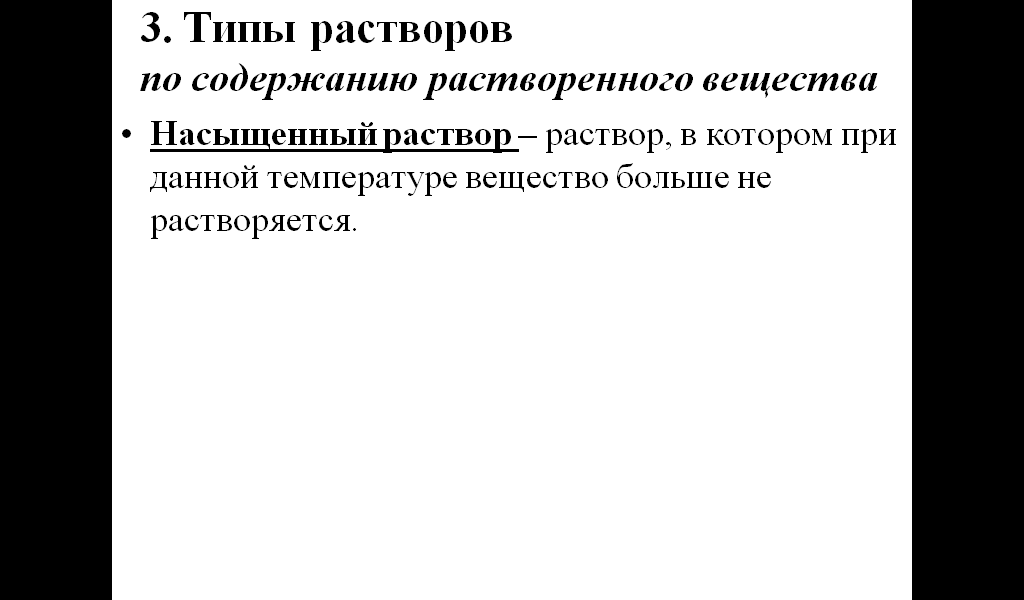 3. Типы растворов
по содержанию растворенного вещества
• Насыщенный раствор – раствор, в котором при
данной температуре вещество больше не
растворяется.